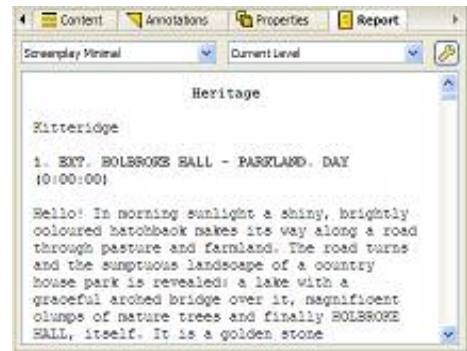 Content Annotations Properties Report
Screenplay Minimal Current Level
Heritage
Kitteridge
1. EXT. HOLBROKE HALL - PARKLAND. DAY
(0:00:00)
Hello! In morning sunlight a shiny, brightly
coloured hatchback makes its way along a road
through pasture and farmland. The road turns
and the sumptuous landscape of a country
house park is revealed: a lake with a
graceful arched bridge over it, magnificent
clumps of mature trees and finally HOLBROKE
HALL, itself. It is a golden stone